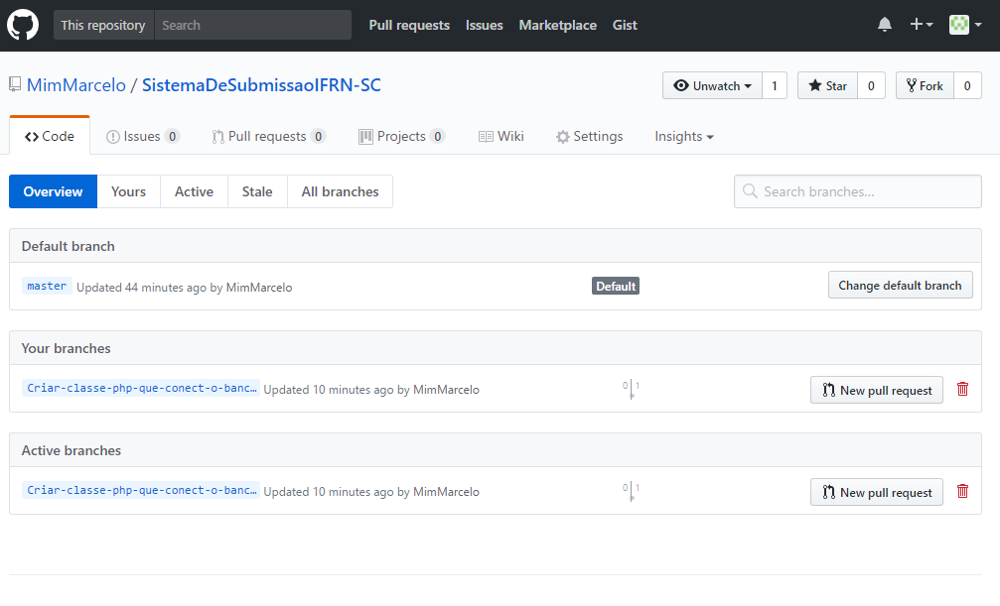 This repository Search Pull requests Issues Marketplace Gist
MimMarcelo / SistemaDeSubmissaoIFRN-SC Unwatch 1 Star 0 Fork 0
Code Issues 0 Pull requests 0 Projects 0 Wiki Settings Insights
Overview Yours Active Stale All branches Search branches...
Default branch
master Updated 44 minutes ago by MimMarcelo Default Change default branch
Your branches
Criar-classe-php-que-conect-o-banc… Updated 10 minutes ago by MimMarcelo 0 1 New pull request
Active branches
Criar-classe-php-que-conect-o-banc… Updated 10 minutes ago by MimMarcelo 0 1 New pull request